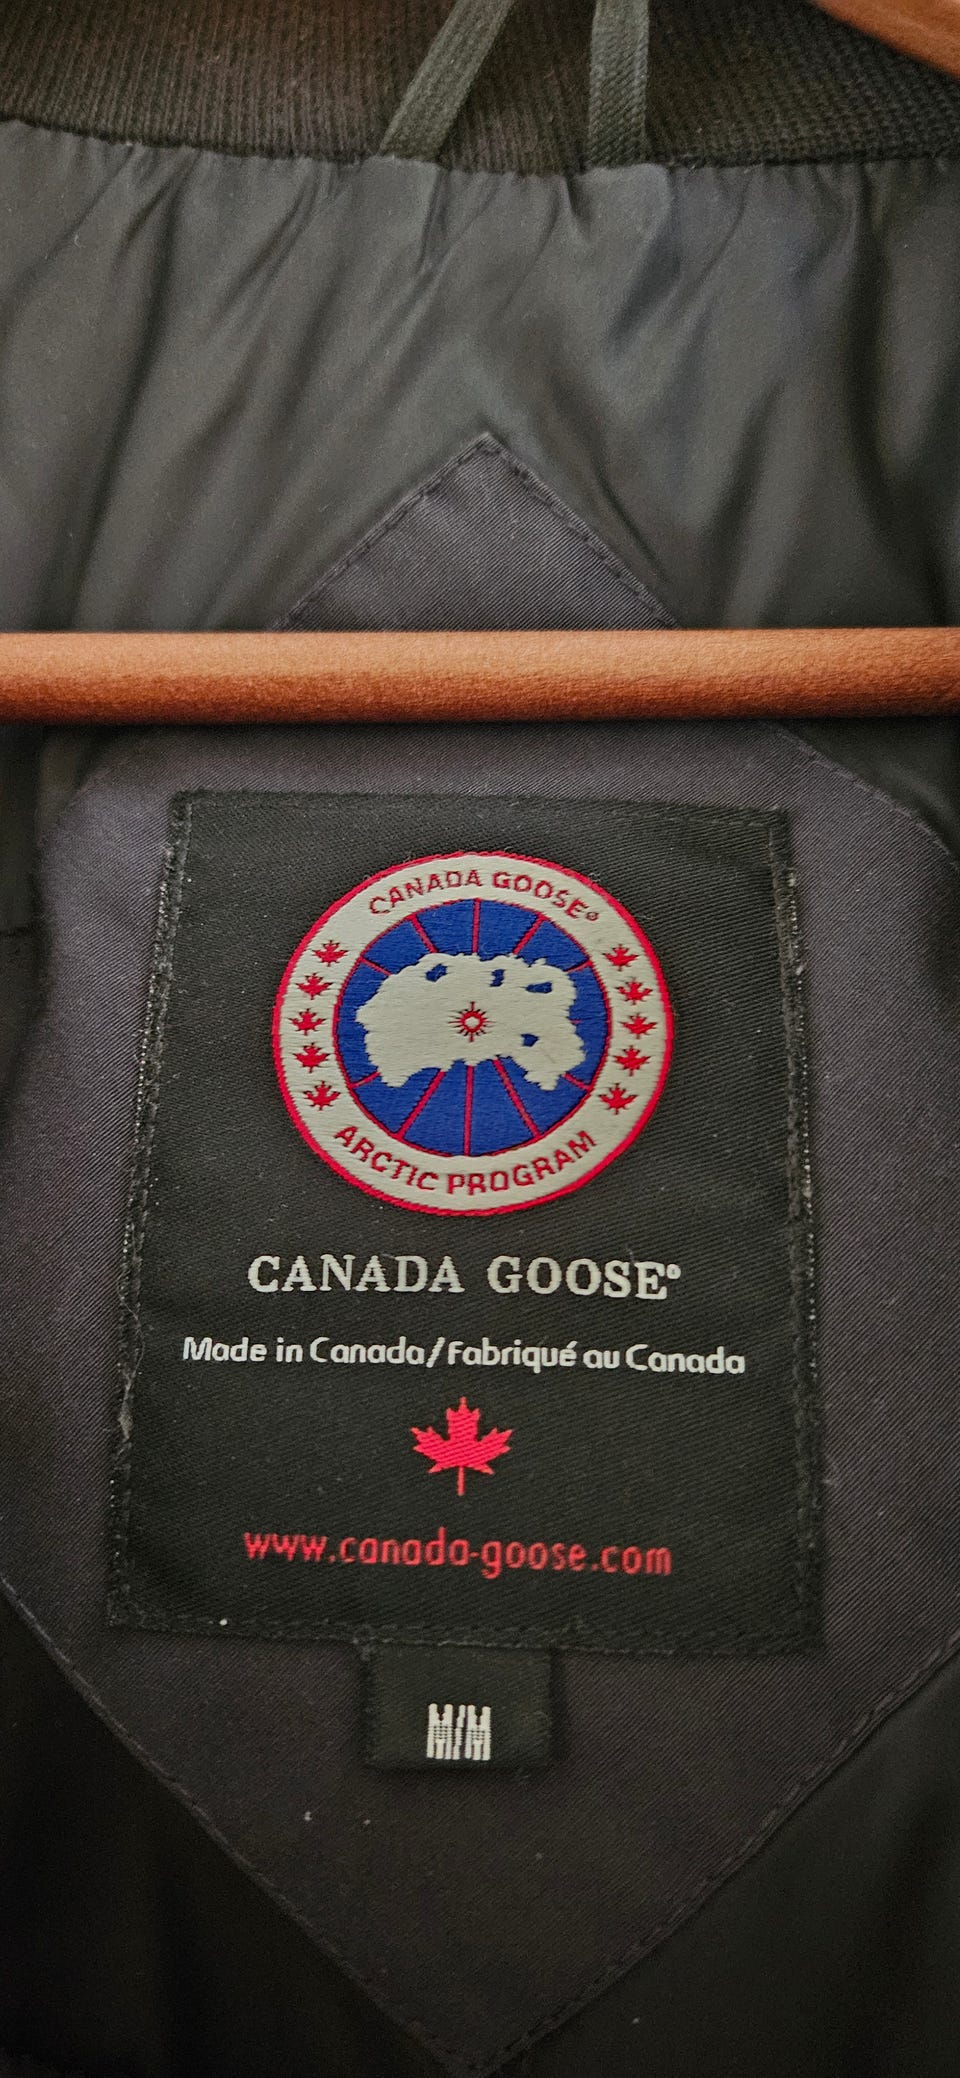 CANADA GOOSE®
ARCTIC PROGRAM
CANADA GOOSE®
Made in Canada/Fabriqué au Canada
www.canada-goose.com
M/M